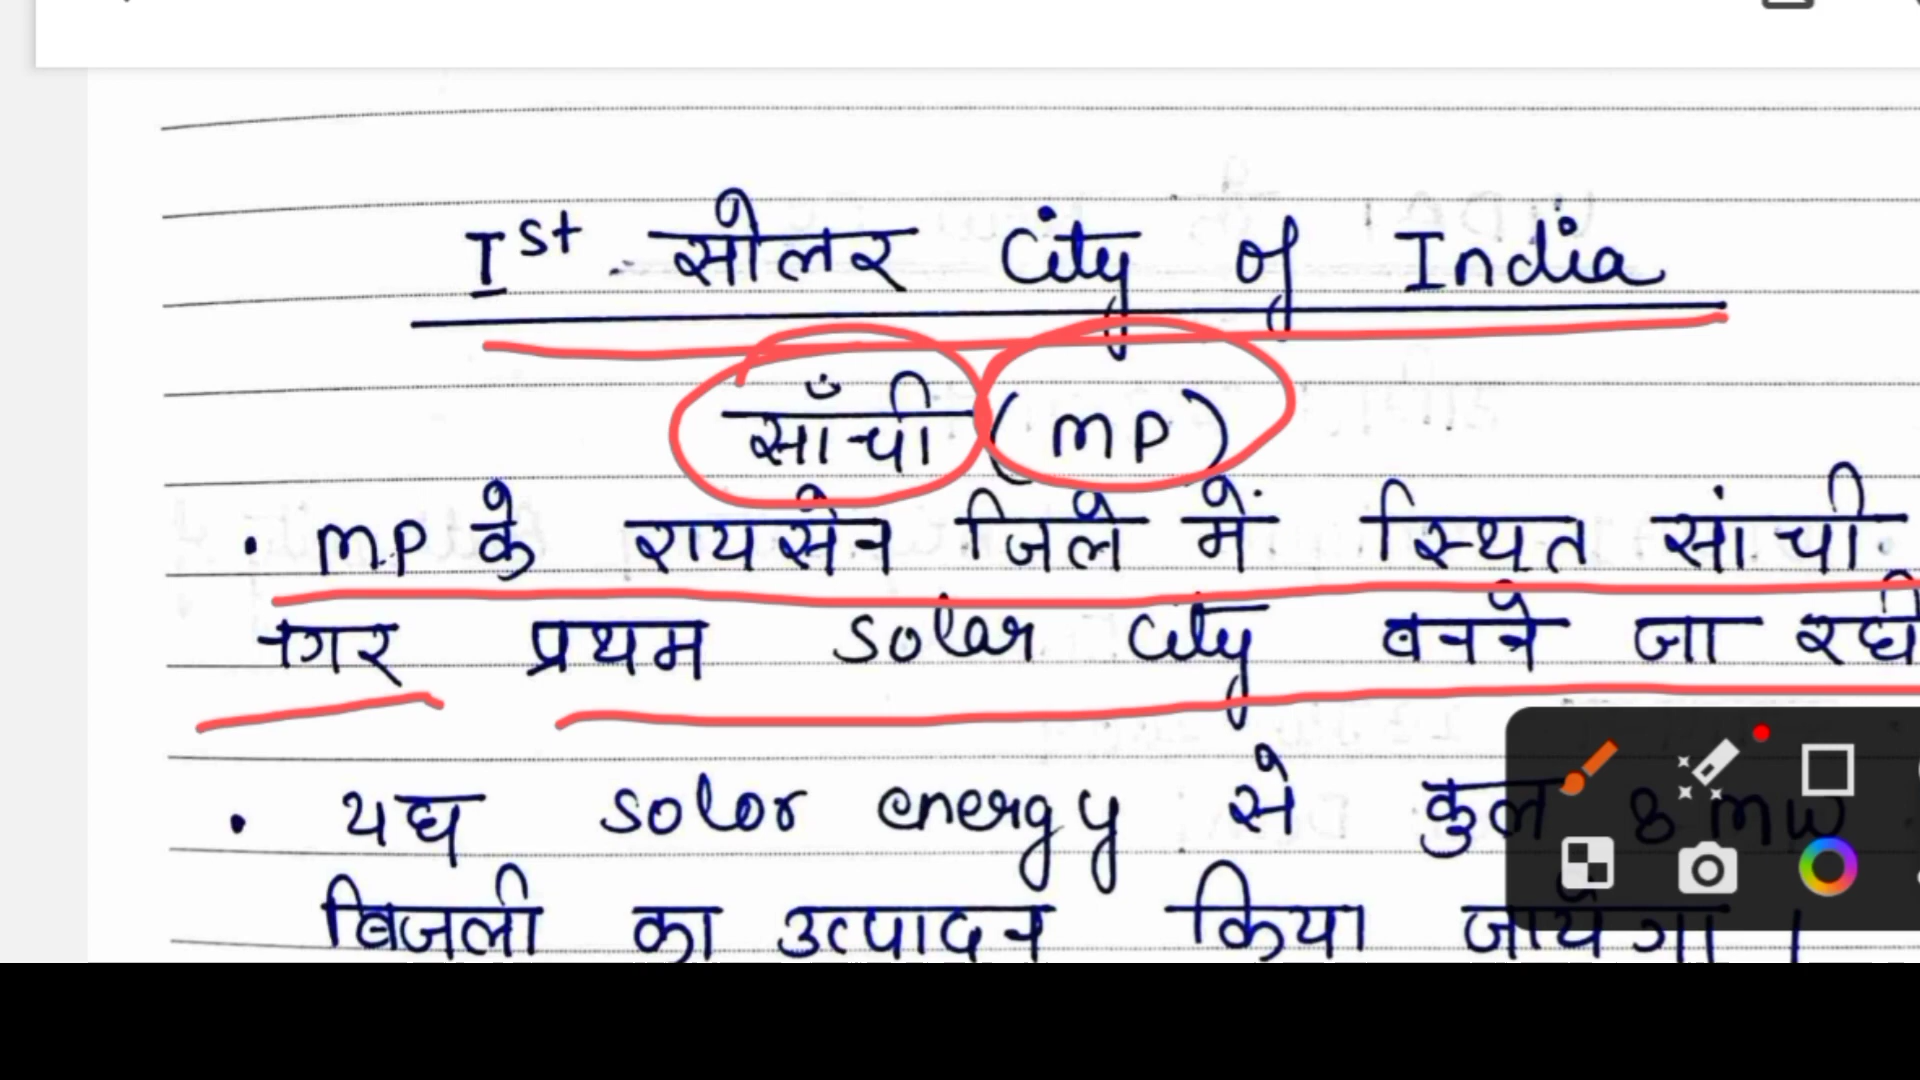 Ist सोलर City of India
साँची (MP)
• MP के रायसेन जिले में स्थित सांची
नगर प्रथम solar city बनने जा रही
• यह solar energy से कुल 8 MW
बिजली का उत्पादन किया जायेगा ।